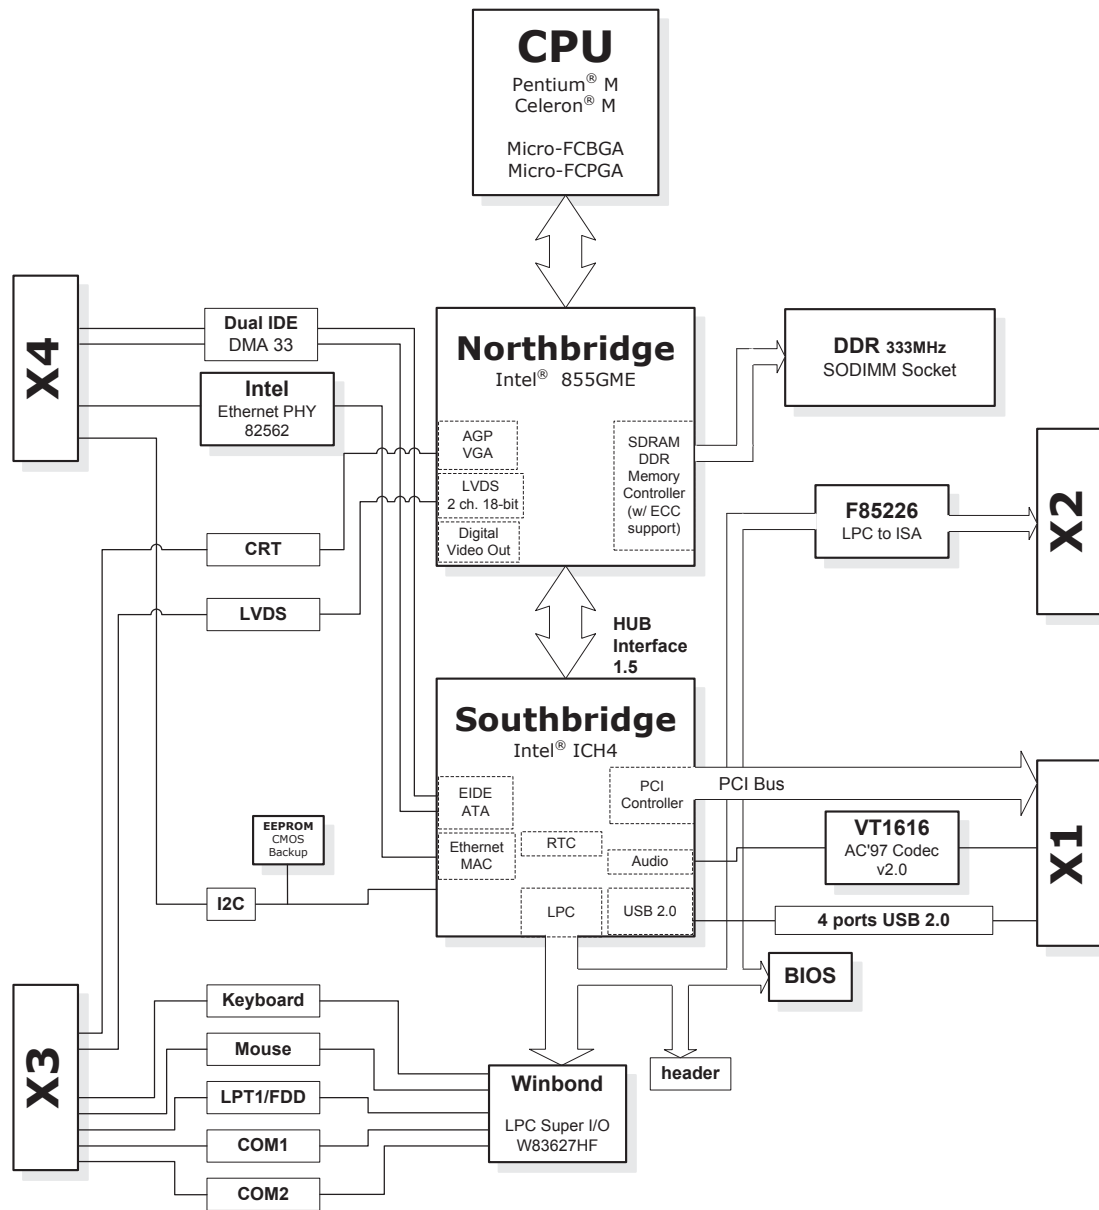 CPU
Pentium® M
Celeron® M
Micro-FCBGA
Micro-FCPGA
X4
Dual IDE
DMA 33
Intel
Ethernet PHY
82562
Northbridge
Intel® 855GME
AGP
VGA
LVDS
2 ch. 18-bit
Digital
Video Out
SDRAM
DDR
Memory
Controller
(w/ ECC
support)
DDR 333MHz
SODIMM Socket
X2
F85226
LPC to ISA
CRT
LVDS
HUB
Interface
1.5
Southbridge
Intel® ICH4
EIDE
ATA
Ethernet
MAC
RTC
LPC
PCI
Controller
Audio
USB 2.0
PCI Bus
VT1616
AC'97 Codec
v2.0
4 ports USB 2.0
X1
EEPROM
CMOS
Backup
I2C
BIOS
header
X3
Keyboard
Mouse
LPT1/FDD
COM1
COM2
Winbond
LPC Super I/O
W83627HF